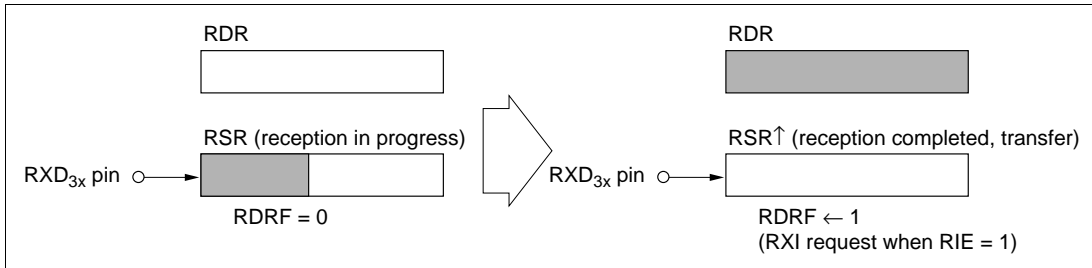 RDR
RSR (reception in progress)
RXD3x pin
RDRF = 0
RDR
RSR↑ (reception completed, transfer)
RXD3x pin
RDRF ← 1
(RXI request when RIE = 1)